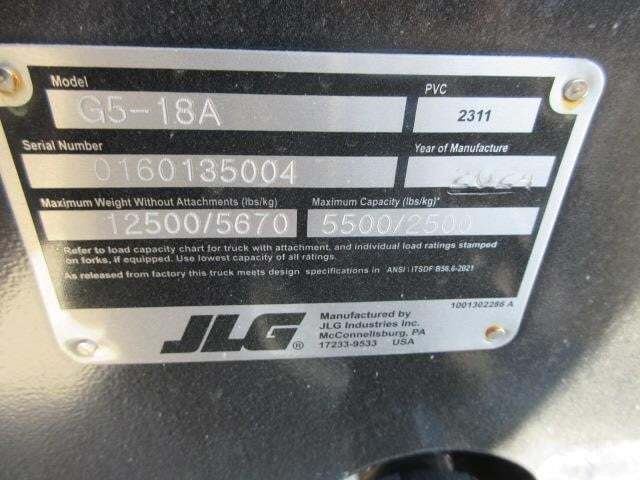 Model
G5-18A
PVC
2311
Serial Number
0160135004
Year of Manufacture
Maximum Weight Without Attachments (lbs/kg)
12500/5670
Maximum Capacity (lbs/kg)*
5500/2500
* Refer to load capacity chart for truck with attachment, and individual load ratings stamped
on forks, if equipped. Use lowest capacity of all ratings.
As released from factory this truck meets design specifications in ANSI \ ITSDF B56.6-2021
JLG®
Manufactured by
JLG Industries Inc.
McConnellsburg, PA
17233-9533 USA
1001302286 A